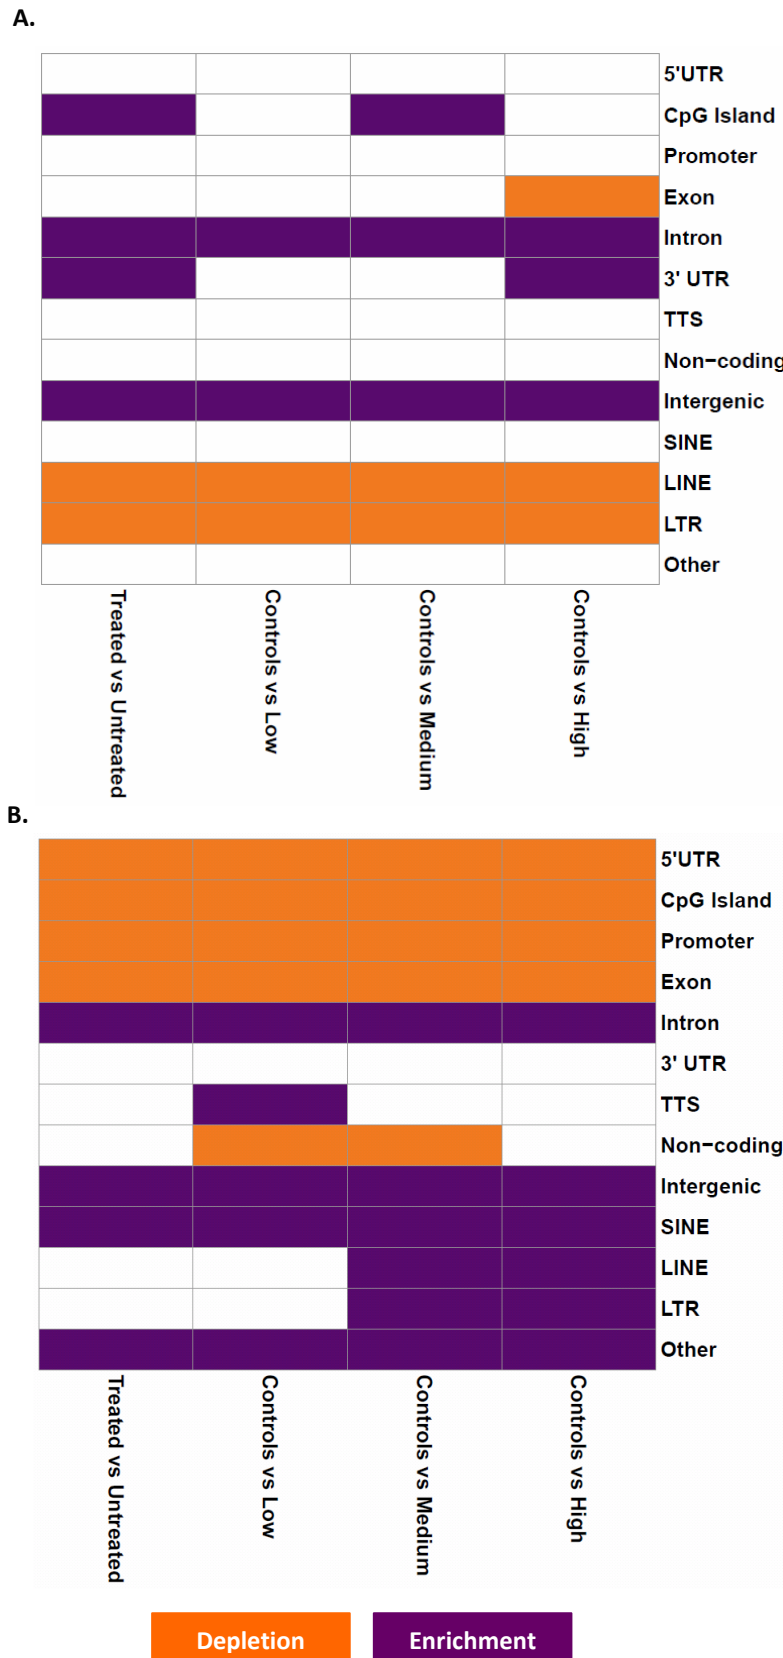 A.
5'UTR
CpG Island
Promoter
Exon
Intron
3' UTR
TTS
Non−coding
Intergenic
SINE
LINE
LTR
Other
Treated vs Untreated
Controls vs Low
Controls vs Medium
Controls vs High
B.
5'UTR
CpG Island
Promoter
Exon
Intron
3' UTR
TTS
Non−coding
Intergenic
SINE
LINE
LTR
Other
Treated vs Untreated
Controls vs Low
Controls vs Medium
Controls vs High
Depletion
Enrichment